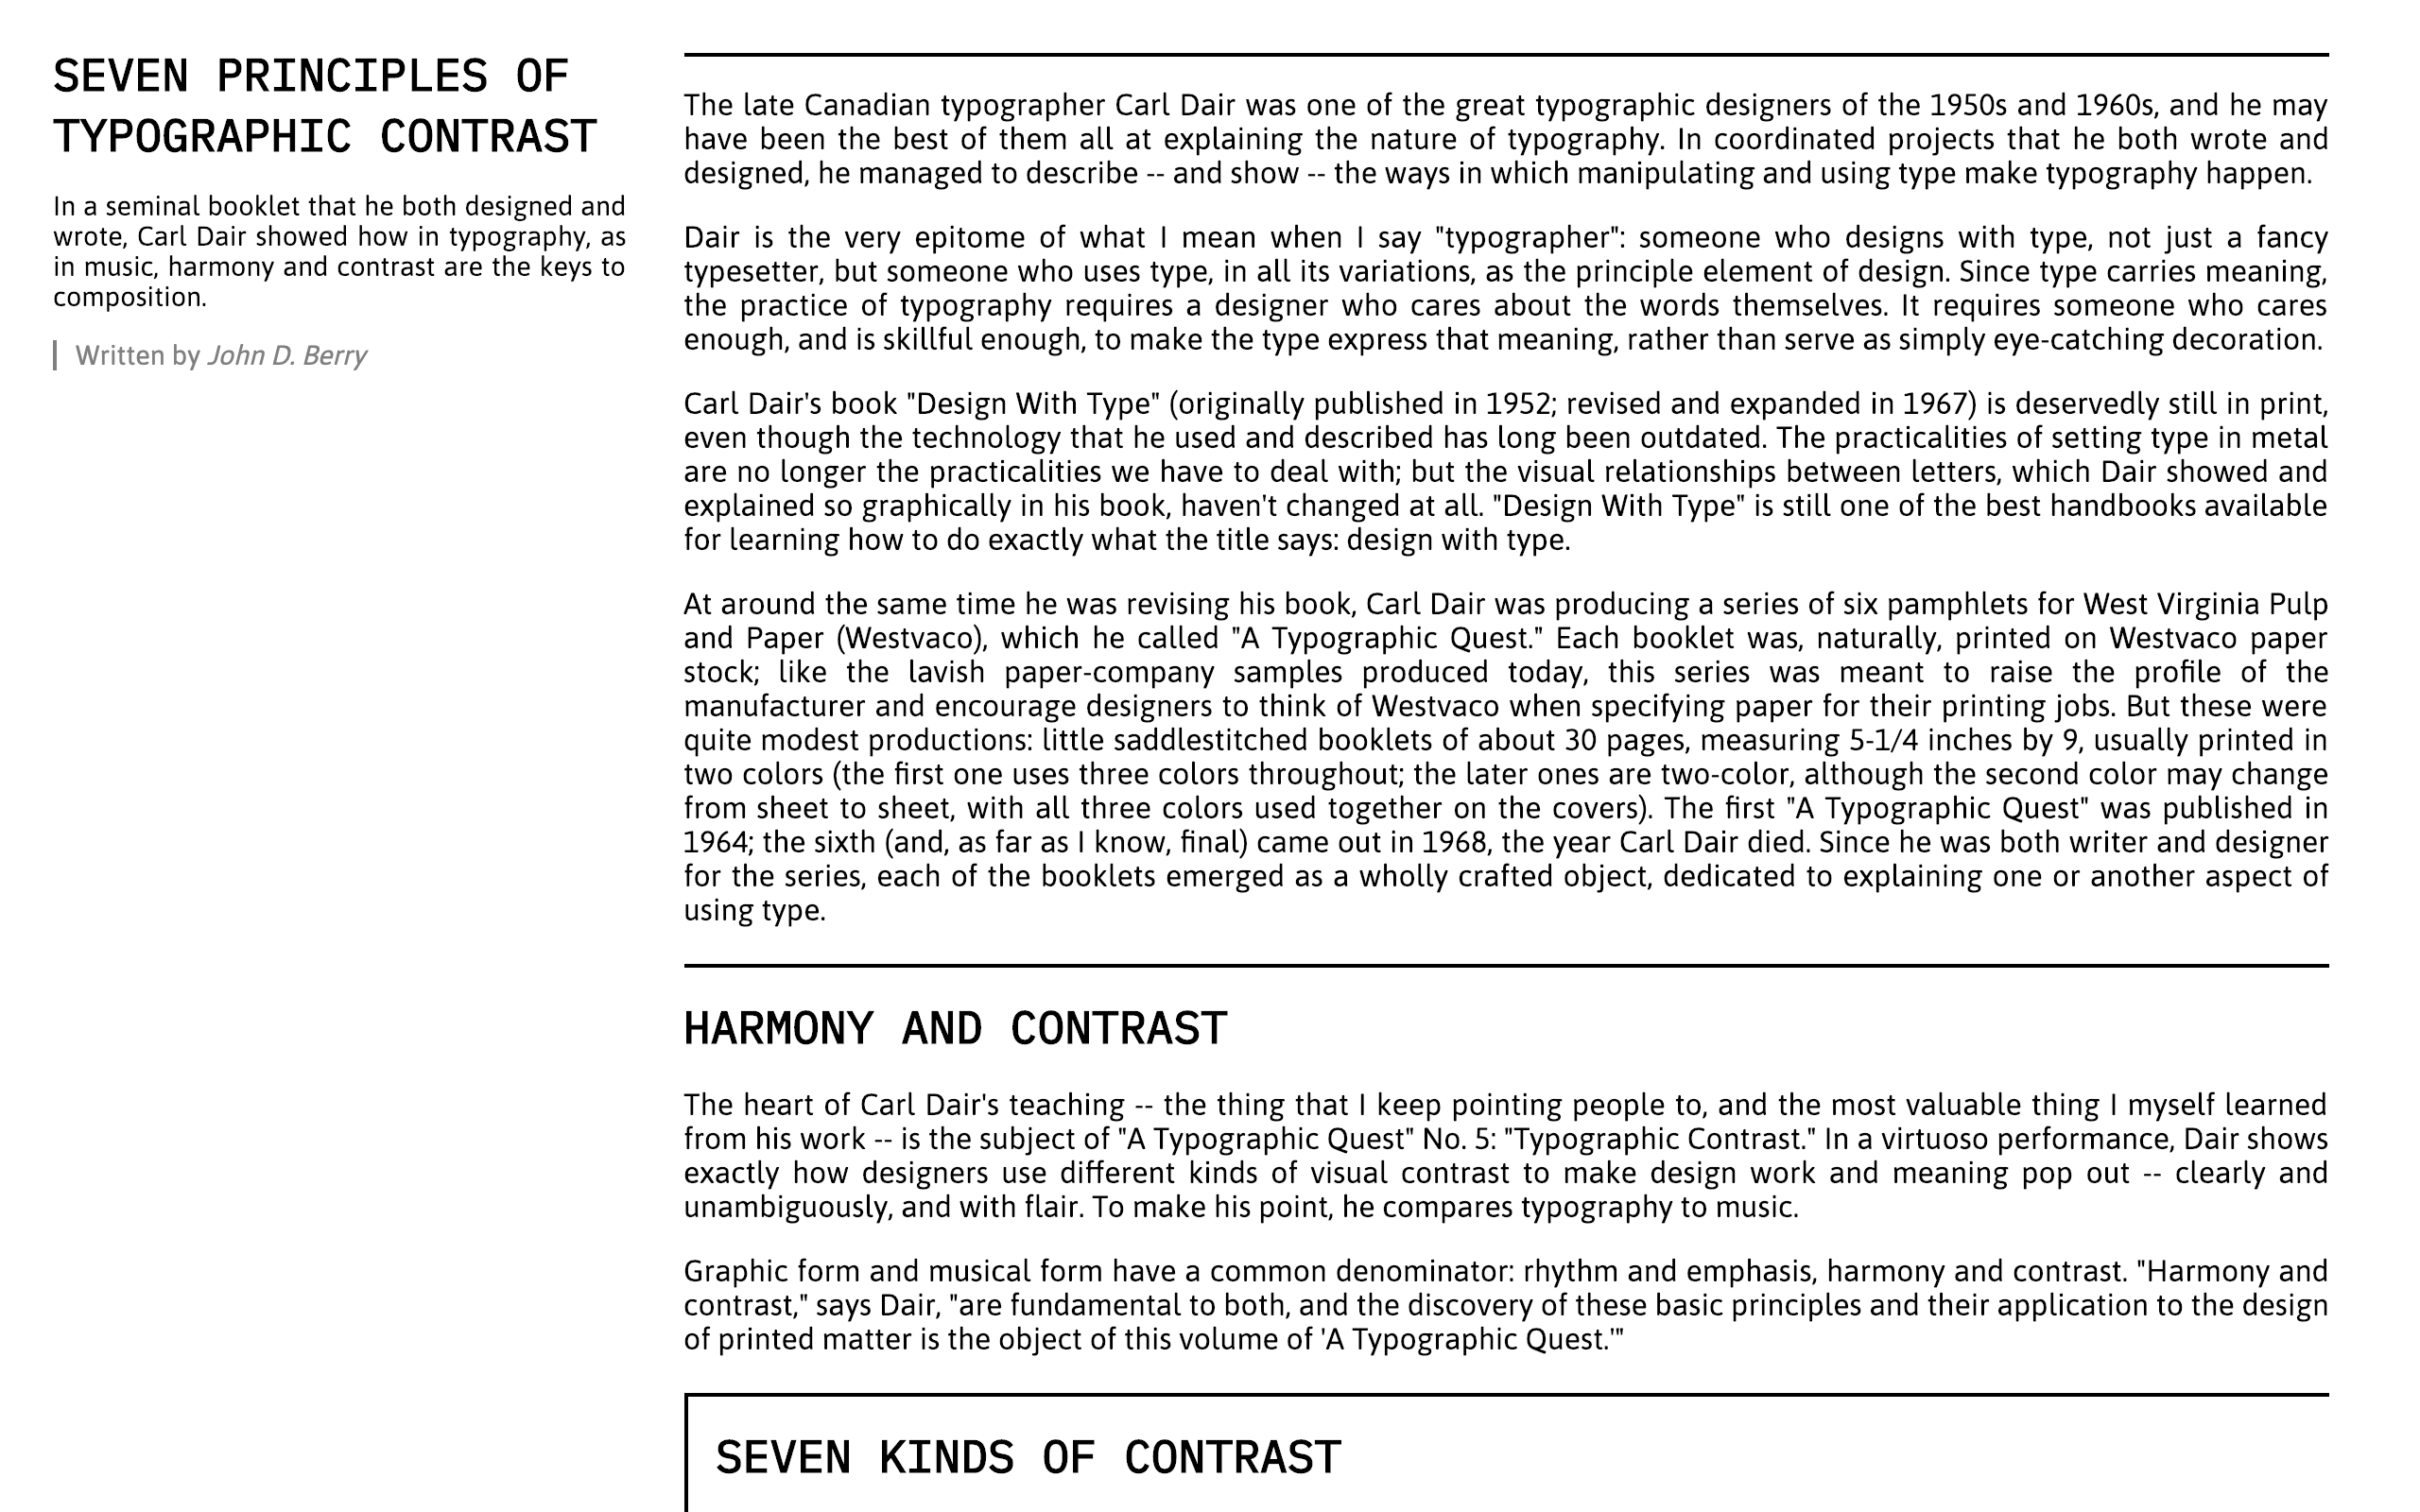 SEVEN PRINCIPLES OF
TYPOGRAPHIC CONTRAST
In a seminal booklet that he both designed and
wrote, Carl Dair showed how in typography, as
in music, harmony and contrast are the keys to
composition.
Written by John D. Berry
The late Canadian typographer Carl Dair was one of the great typographic designers of the 1950s and 1960s, and he may
have been the best of them all at explaining the nature of typography. In coordinated projects that he both wrote and
designed, he managed to describe -- and show -- the ways in which manipulating and using type make typography happen.
Dair is the very epitome of what I mean when I say "typographer": someone who designs with type, not just a fancy
typesetter, but someone who uses type, in all its variations, as the principle element of design. Since type carries meaning,
the practice of typography requires a designer who cares about the words themselves. It requires someone who cares
enough, and is skillful enough, to make the type express that meaning, rather than serve as simply eye-catching decoration.
Carl Dair's book "Design With Type" (originally published in 1952; revised and expanded in 1967) is deservedly still in print,
even though the technology that he used and described has long been outdated. The practicalities of setting type in metal
are no longer the practicalities we have to deal with; but the visual relationships between letters, which Dair showed and
explained so graphically in his book, haven't changed at all. "Design With Type" is still one of the best handbooks available
for learning how to do exactly what the title says: design with type.
At around the same time he was revising his book, Carl Dair was producing a series of six pamphlets for West Virginia Pulp
and Paper (Westvaco), which he called "A Typographic Quest." Each booklet was, naturally, printed on Westvaco paper
stock; like the lavish paper-company samples produced today, this series was meant to raise the profile of the
manufacturer and encourage designers to think of Westvaco when specifying paper for their printing jobs. But these were
quite modest productions: little saddlestitched booklets of about 30 pages, measuring 5-1/4 inches by 9, usually printed in
two colors (the first one uses three colors throughout; the later ones are two-color, although the second color may change
from sheet to sheet, with all three colors used together on the covers). The first "A Typographic Quest" was published in
1964; the sixth (and, as far as I know, final) came out in 1968, the year Carl Dair died. Since he was both writer and designer
for the series, each of the booklets emerged as a wholly crafted object, dedicated to explaining one or another aspect of
using type.
HARMONY AND CONTRAST
The heart of Carl Dair's teaching -- the thing that I keep pointing people to, and the most valuable thing I myself learned
from his work -- is the subject of "A Typographic Quest" No. 5: "Typographic Contrast." In a virtuoso performance, Dair shows
exactly how designers use different kinds of visual contrast to make design work and meaning pop out -- clearly and
unambiguously, and with flair. To make his point, he compares typography to music.
Graphic form and musical form have a common denominator: rhythm and emphasis, harmony and contrast. "Harmony and
contrast," says Dair, "are fundamental to both, and the discovery of these basic principles and their application to the design
of printed matter is the object of this volume of 'A Typographic Quest.'"
SEVEN KINDS OF CONTRAST